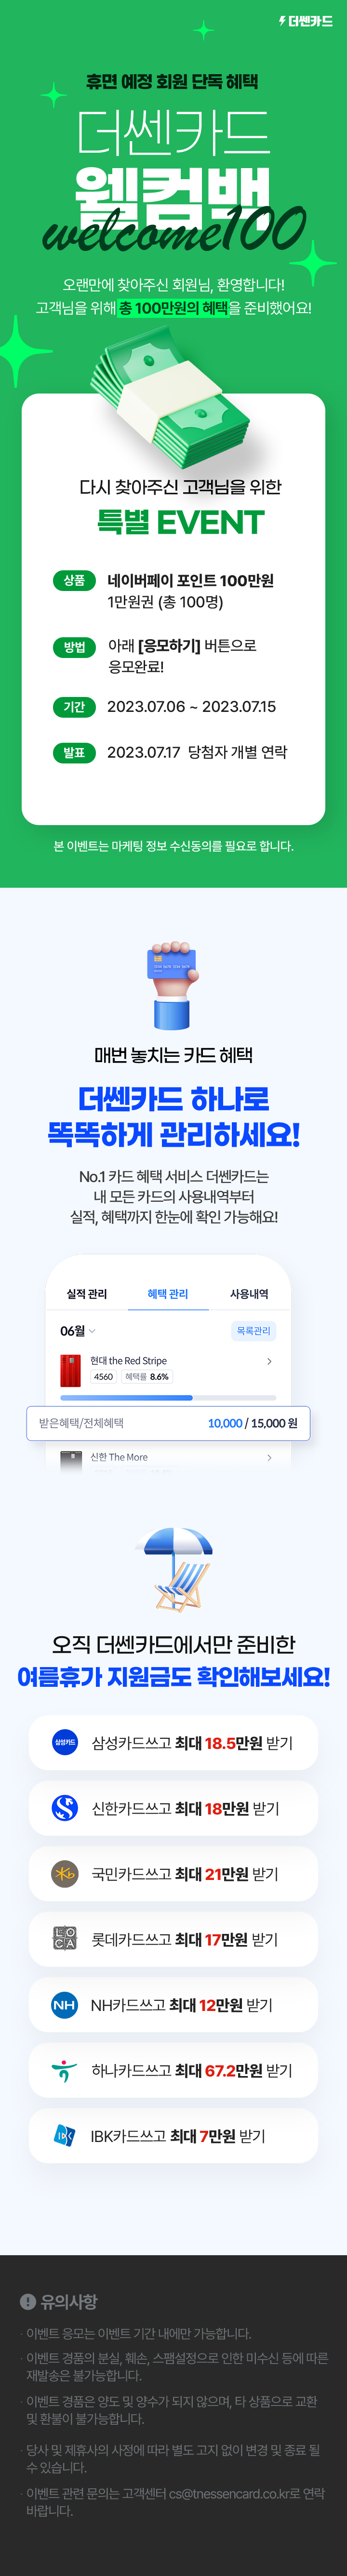 더쎈카드
휴면 예정 회원 단독 혜택
더쎈카드
웰컴백
welcome100
오랜만에 찾아주신 회원님, 환영합니다!
고객님을 위해 총 100만원의 혜택을 준비했어요!
다시 찾아주신 고객님을 위한
특별 EVENT
상품 네이버페이 포인트 100만원
1만원권 (총 100명)
방법 아래 [응모하기] 버튼으로
응모완료!
기간 2023.07.06 ~ 2023.07.15
발표 2023.07.17 당첨자 개별 연락
본 이벤트는 마케팅 정보 수신동의를 필요로 합니다.
매번 놓치는 카드 혜택
더쎈카드 하나로
똑똑하게 관리하세요!
No.1 카드 혜택 서비스 더쎈카드는
내 모든 카드의 사용내역부터
실적, 혜택까지 한눈에 확인 가능해요!
실적 관리 혜택 관리 사용내역
06월 목록관리
현대 the Red Stripe
4560 혜택률 8.6%
받은혜택/전체혜택 10,000 / 15,000 원
신한 The More
오직 더쎈카드에서만 준비한
여름휴가 지원금도 확인해보세요!
삼성카드 삼성카드쓰고 최대 18.5만원 받기
신한카드쓰고 최대 18만원 받기
국민카드쓰고 최대 21만원 받기
LOCA 롯데카드쓰고 최대 17만원 받기
NH NH카드쓰고 최대 12만원 받기
하나카드쓰고 최대 67.2만원 받기
IBK IBK카드쓰고 최대 7만원 받기
유의사항
· 이벤트 응모는 이벤트 기간 내에만 가능합니다.
· 이벤트 경품의 분실, 훼손, 스팸설정으로 인한 미수신 등에 따른
재발송은 불가능합니다.
· 이벤트 경품은 양도 및 양수가 되지 않으며, 타 상품으로 교환
및 환불이 불가능합니다.
· 당사 및 제휴사의 사정에 따라 별도 고지 없이 변경 및 종료 될
수 있습니다.
· 이벤트 관련 문의는 고객센터 cs@tnessencard.co.kr로 연락
바랍니다.